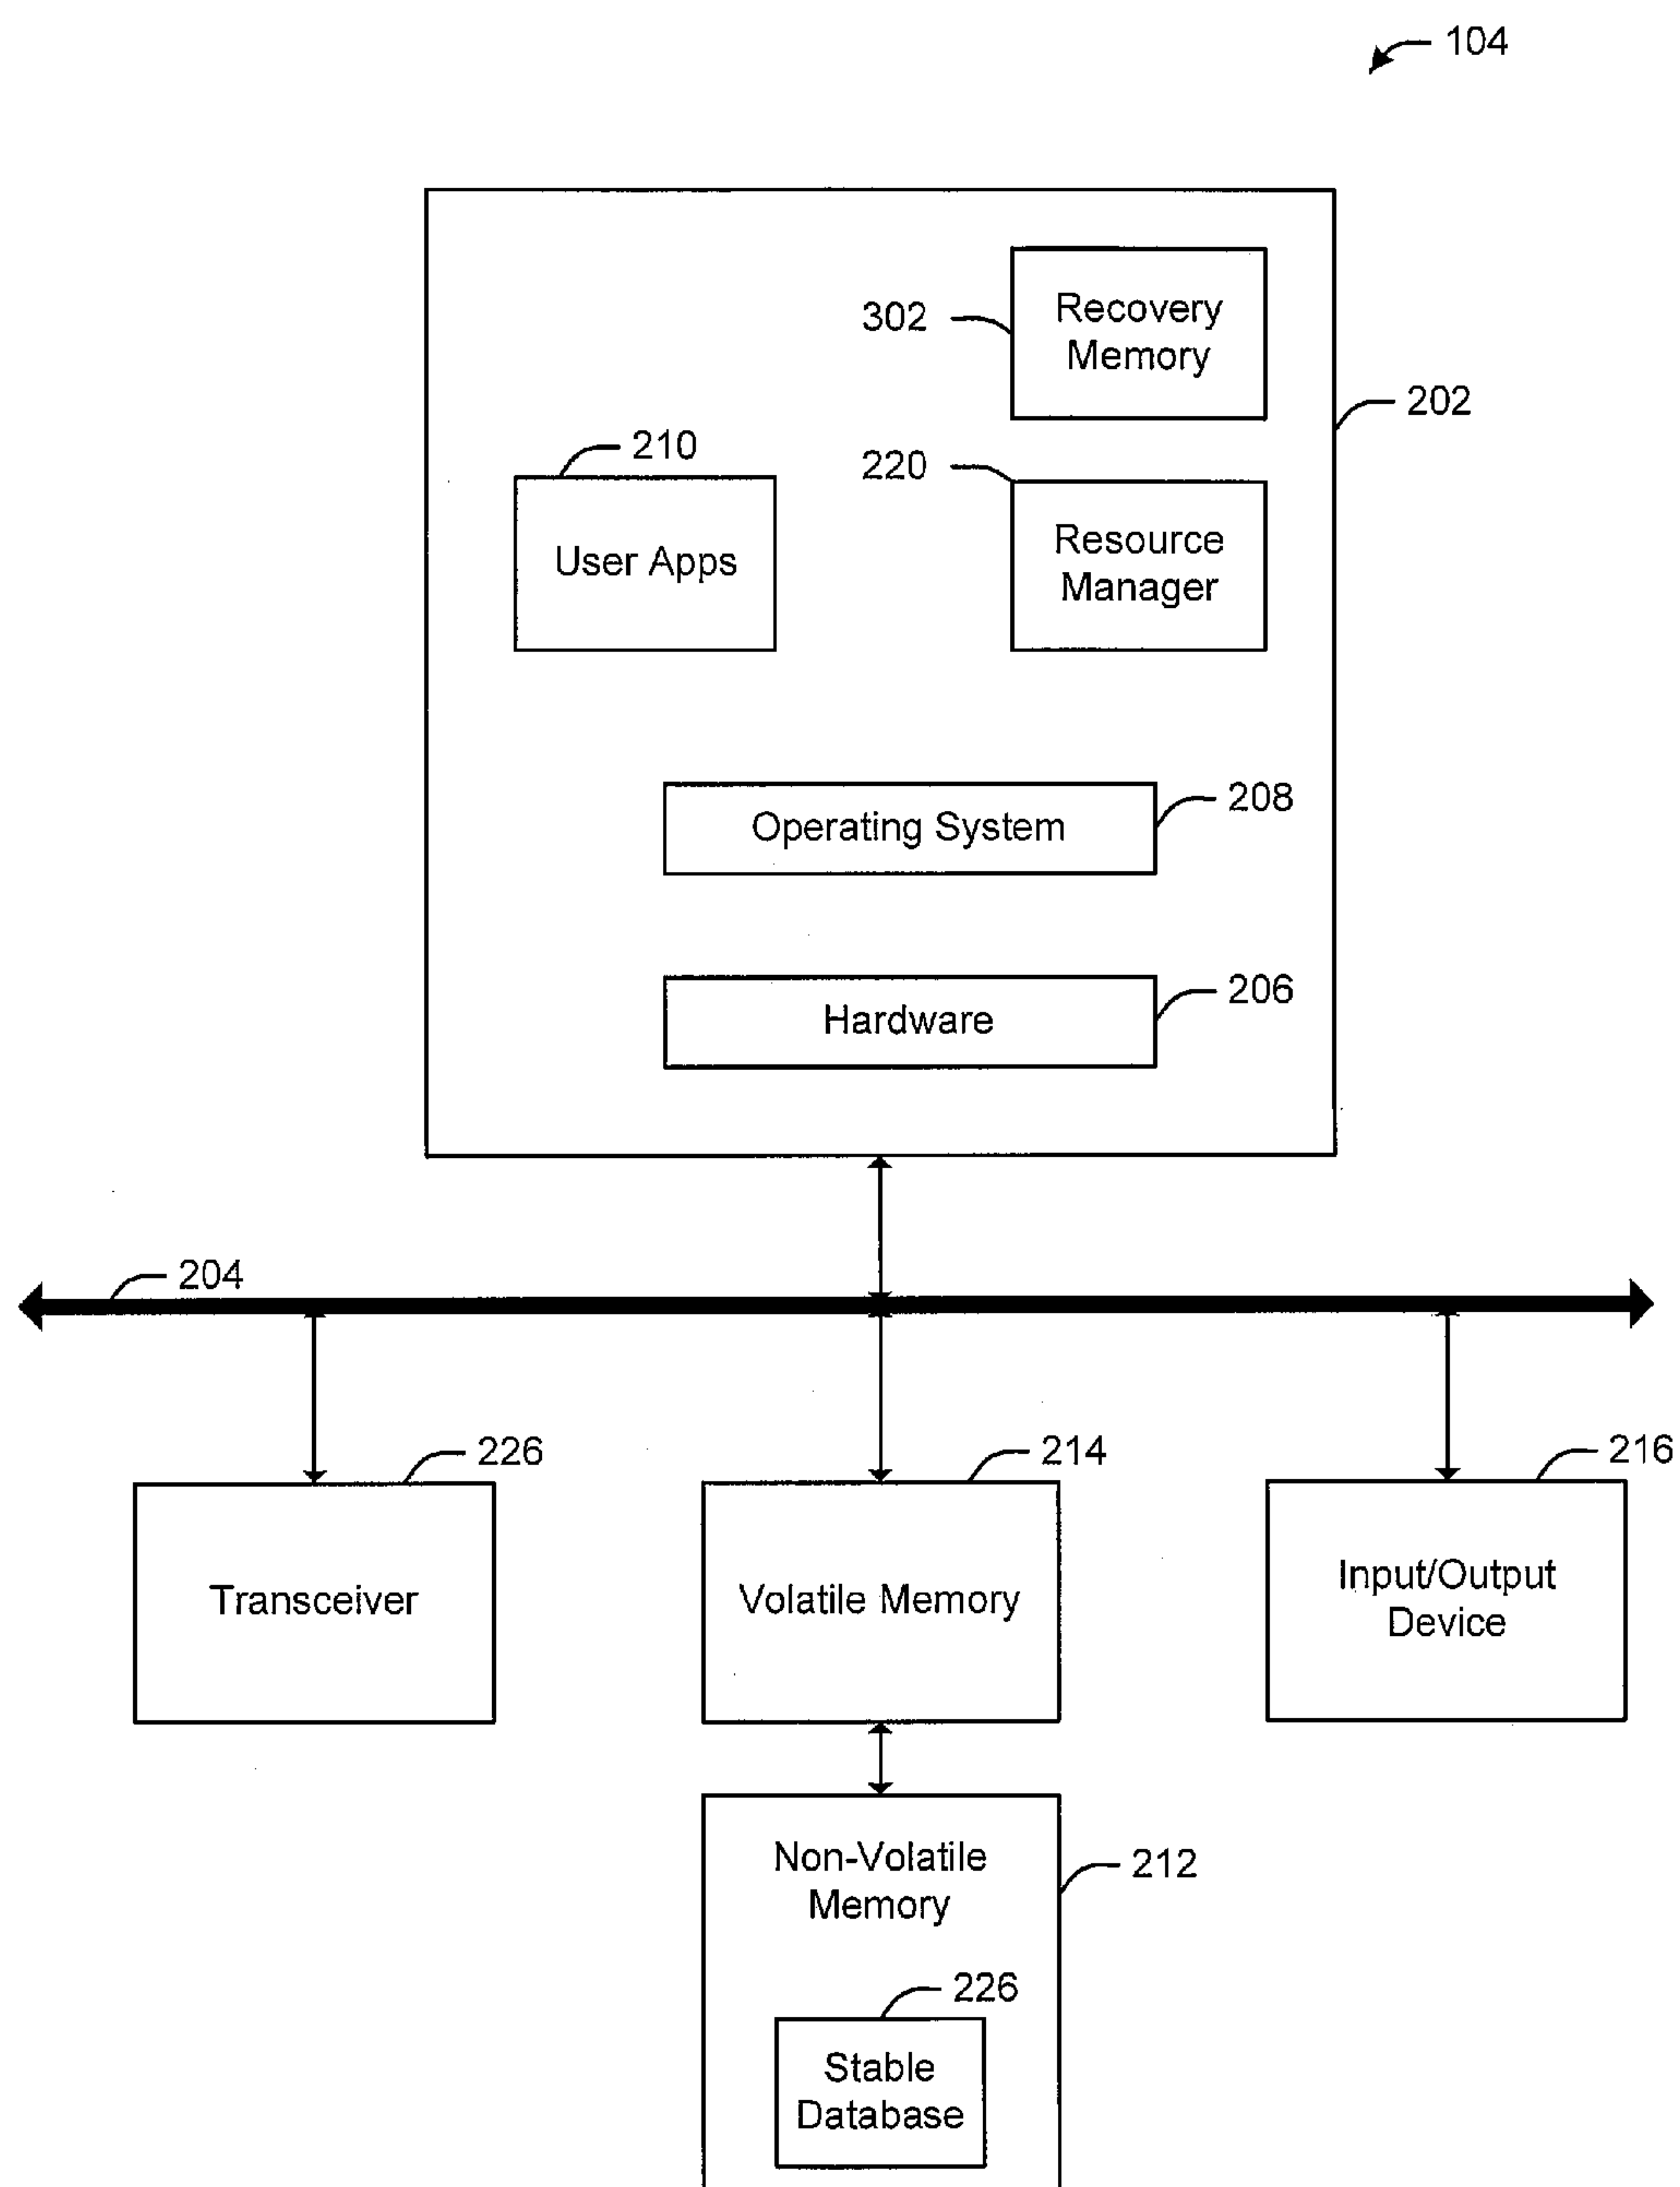 104
302
Recovery
Memory
202
210
220
User Apps
Resource
Manager
208
Operating System
206
Hardware
204
226
214
216
Transceiver
Volatile Memory
Input/Output
Device
Non-Volatile
Memory
212
226
Stable
Database